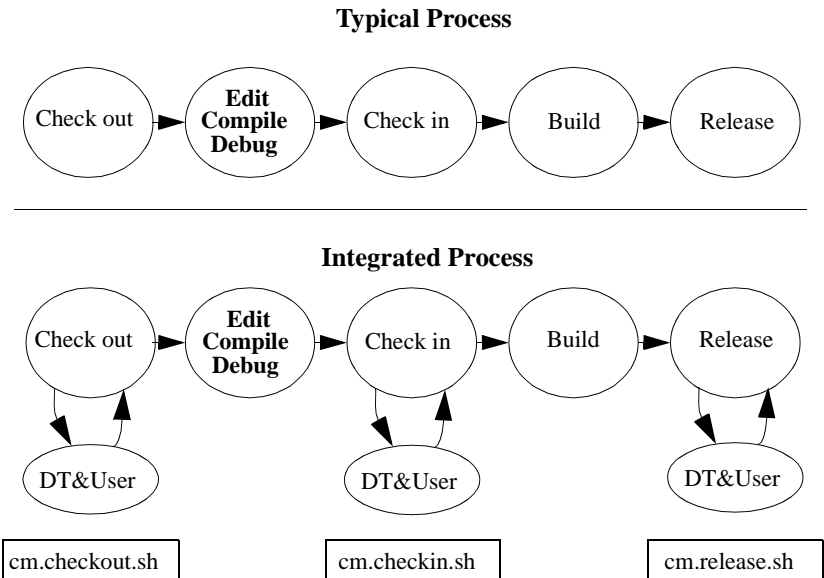 Typical Process
Check out
Edit
Compile
Debug
Check in
Build
Release
Integrated Process
Check out
Edit
Compile
Debug
Check in
Build
Release
DT&User
DT&User
DT&User
cm.checkout.sh
cm.checkin.sh
cm.release.sh